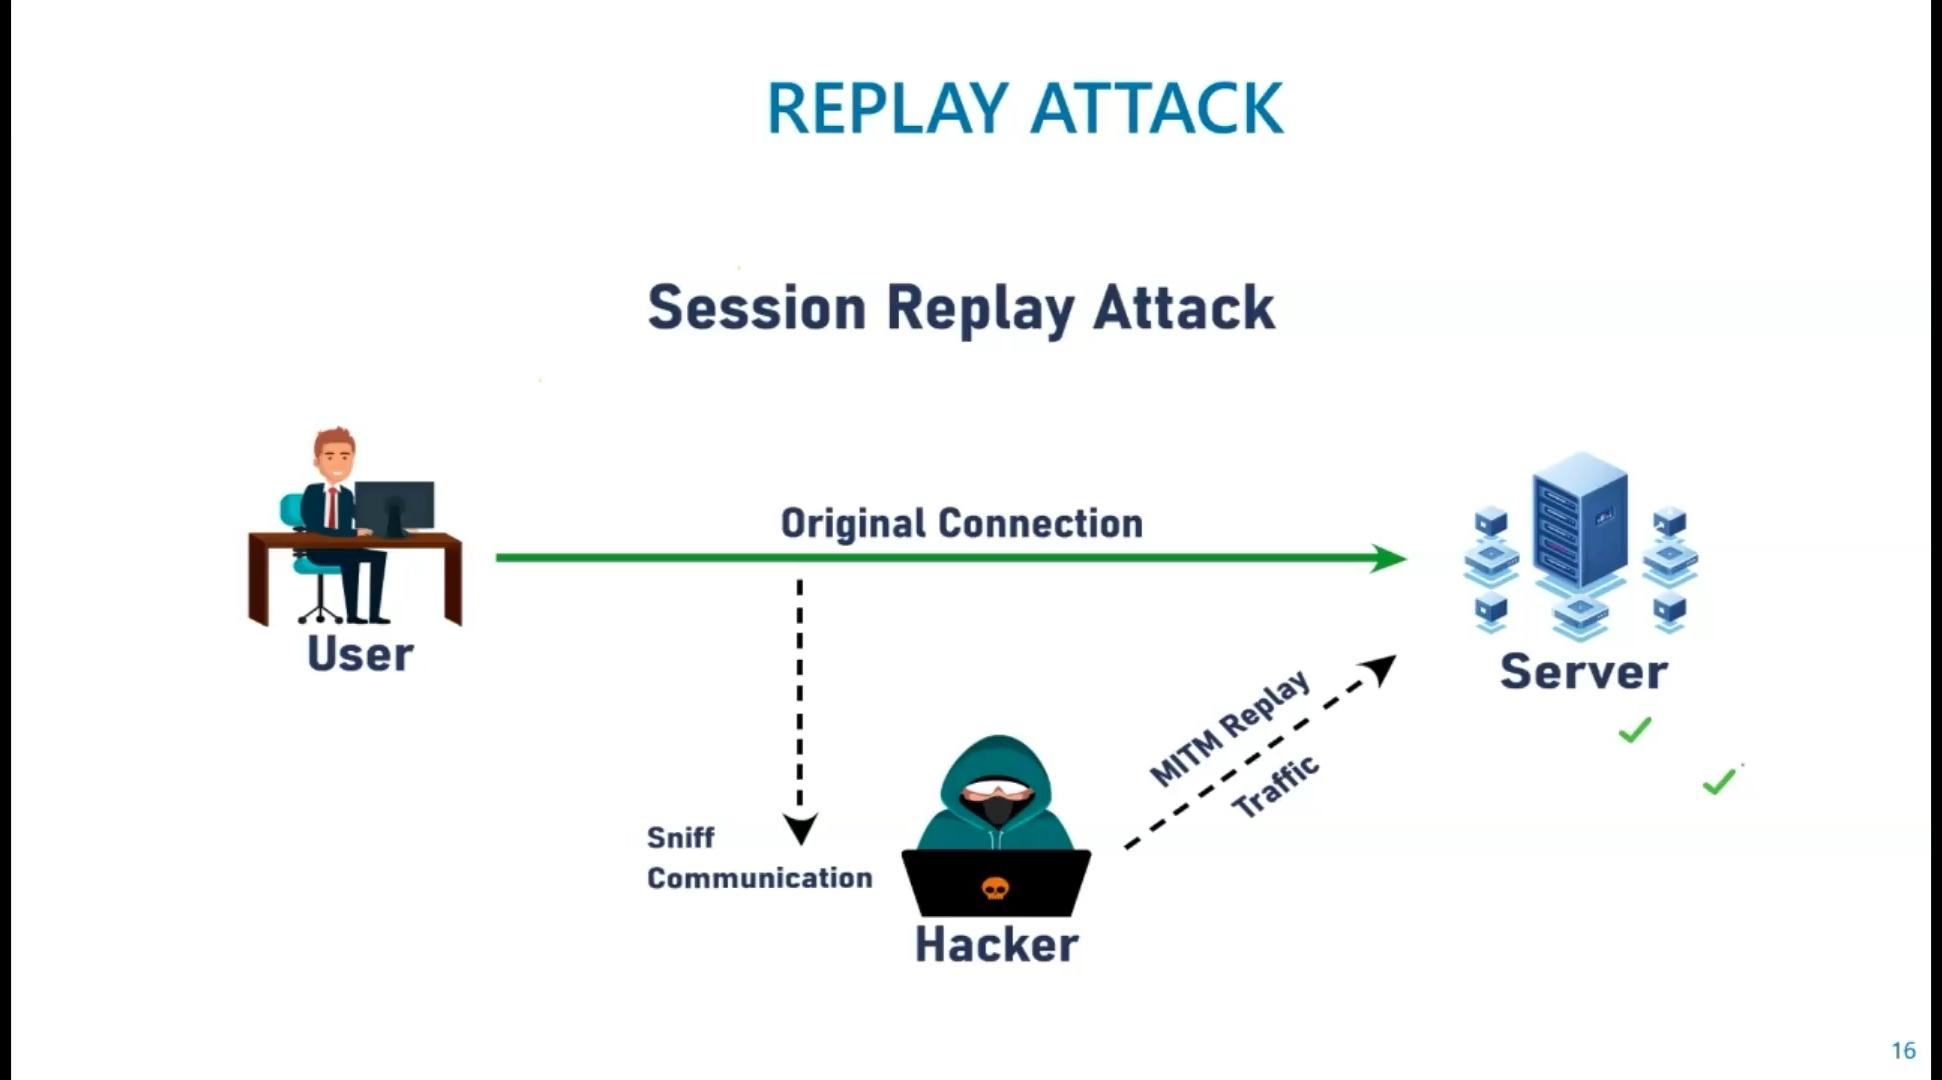 REPLAY ATTACK
Session Replay Attack
Original Connection
User
Server
MITM Replay
Traffic
Sniff
Communication
Hacker
16